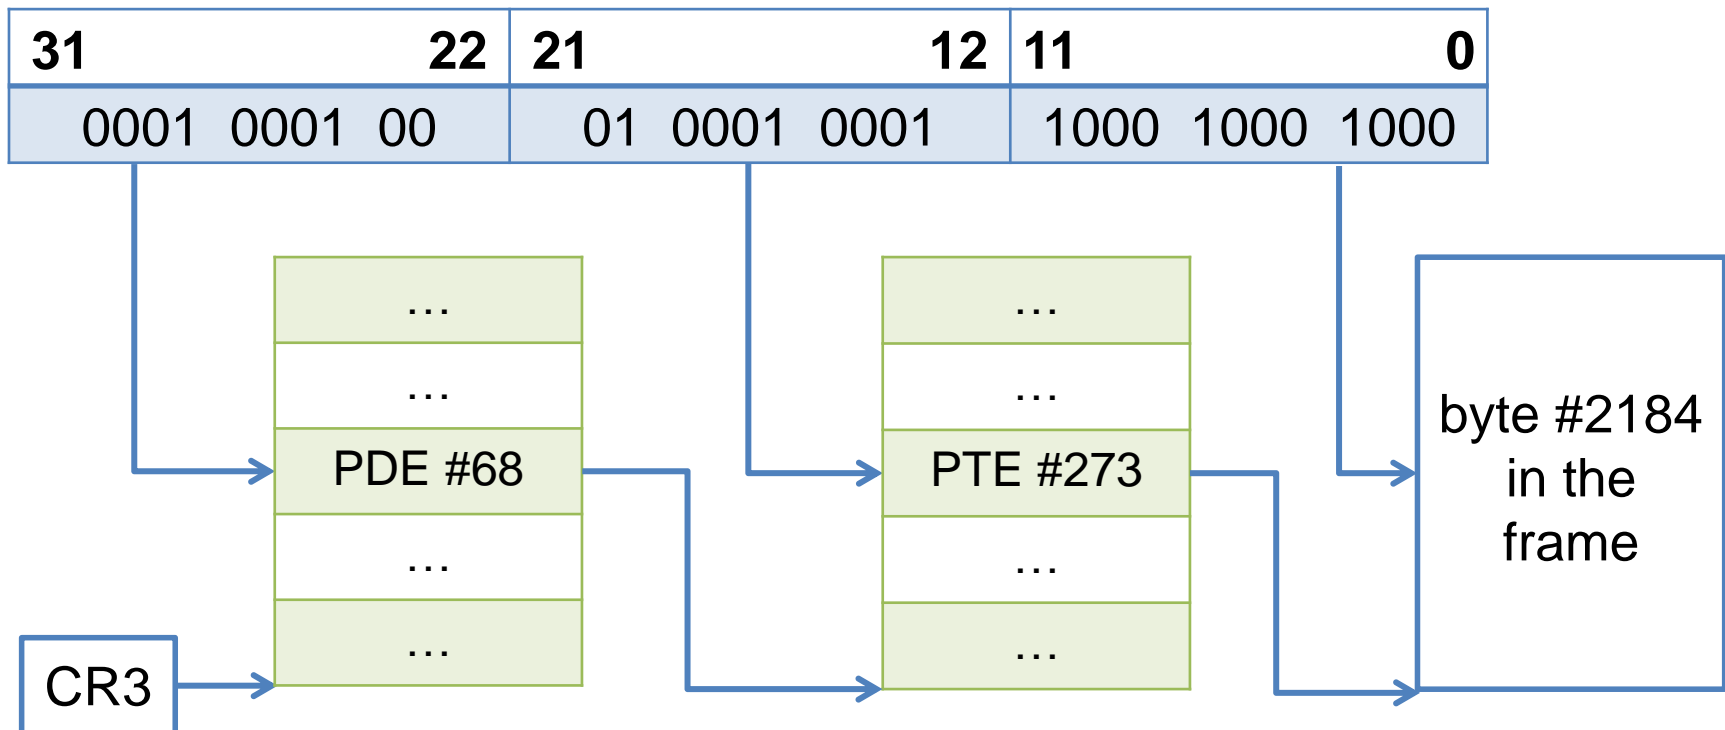 31 22 21 12 11 0
0001 0001 00 01 0001 0001 1000 1000 1000
… …
… …
byte #2184
PDE #68 PTE #273 in the
frame
… …
… …
CR3